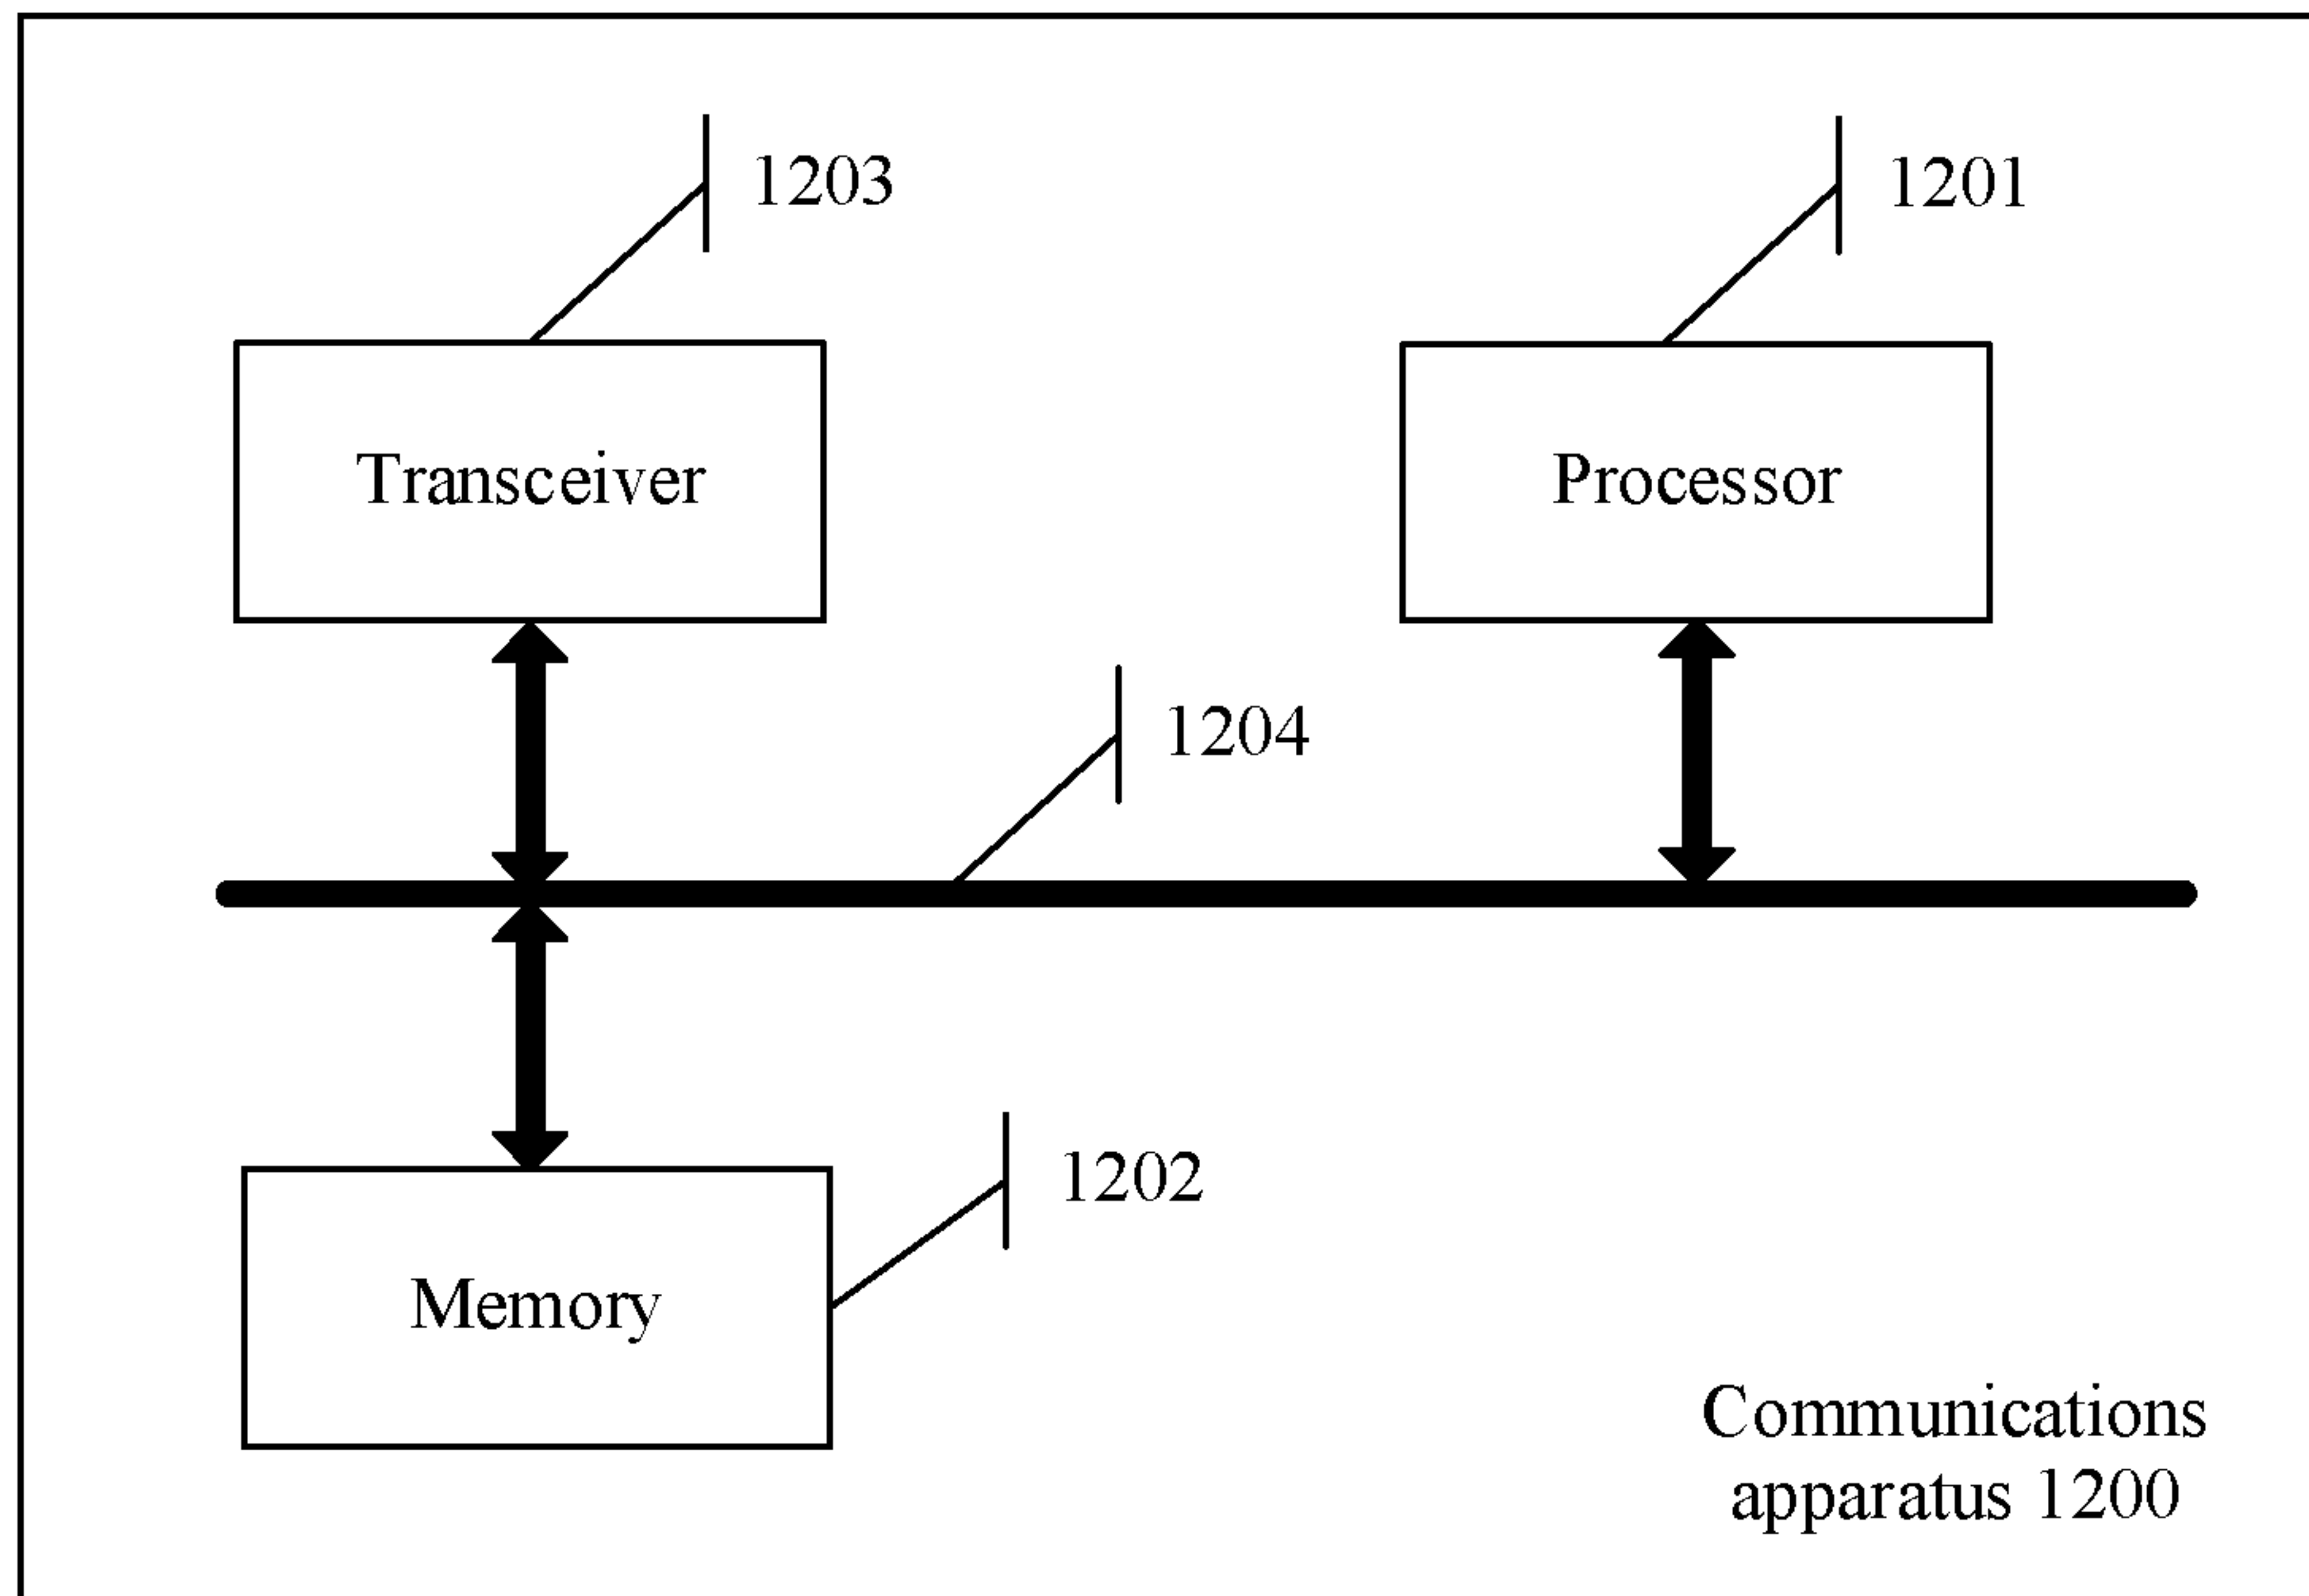 1203
1201
Transceiver
Processor
1204
1202
Memory
Communications
apparatus 1200